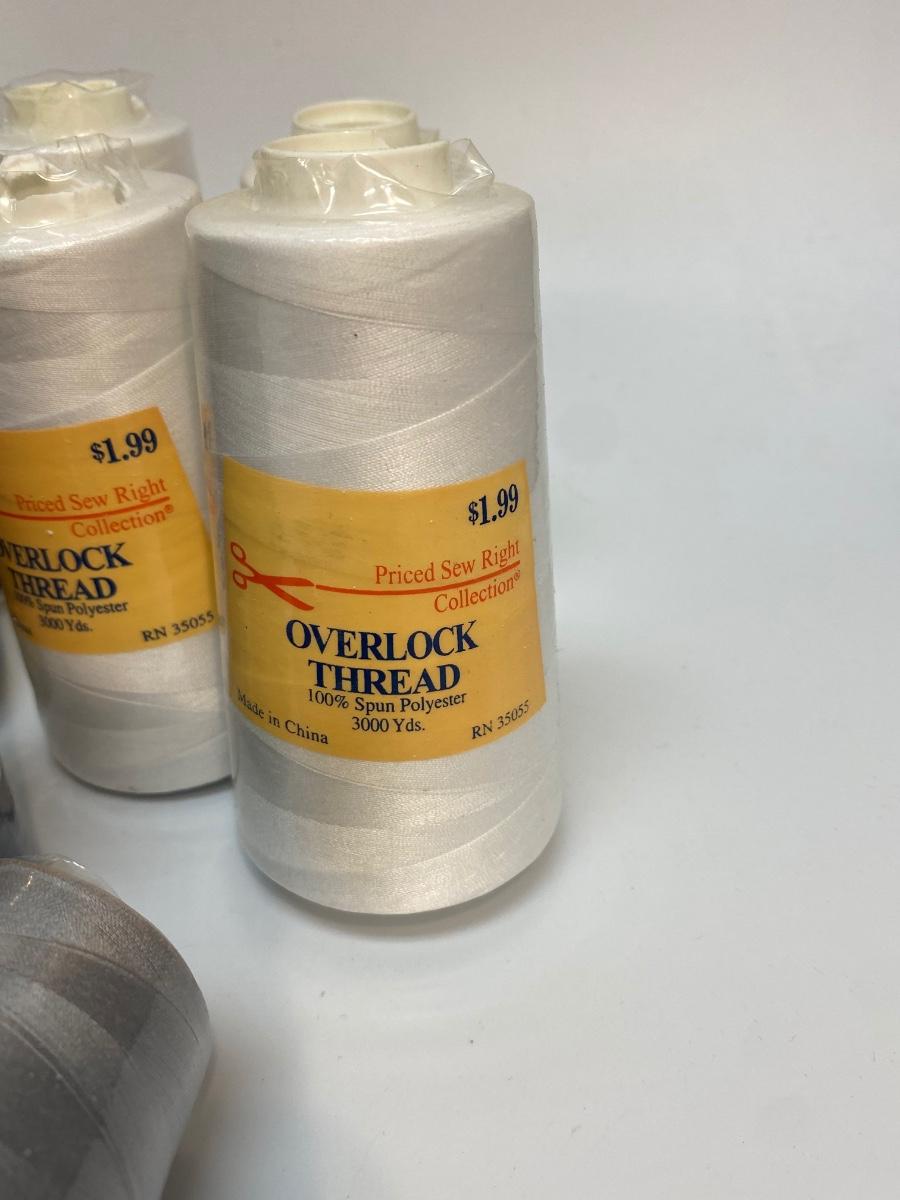 $1.99
Priced Sew Right
Collection®
OVERLOCK
THREAD
100% Spun Polyester
3000 Yds.
RN 35055
$1.99
Priced Sew Right
Collection®
OVERLOCK
THREAD
100% Spun Polyester
3000 Yds.
Made in China
RN 35055